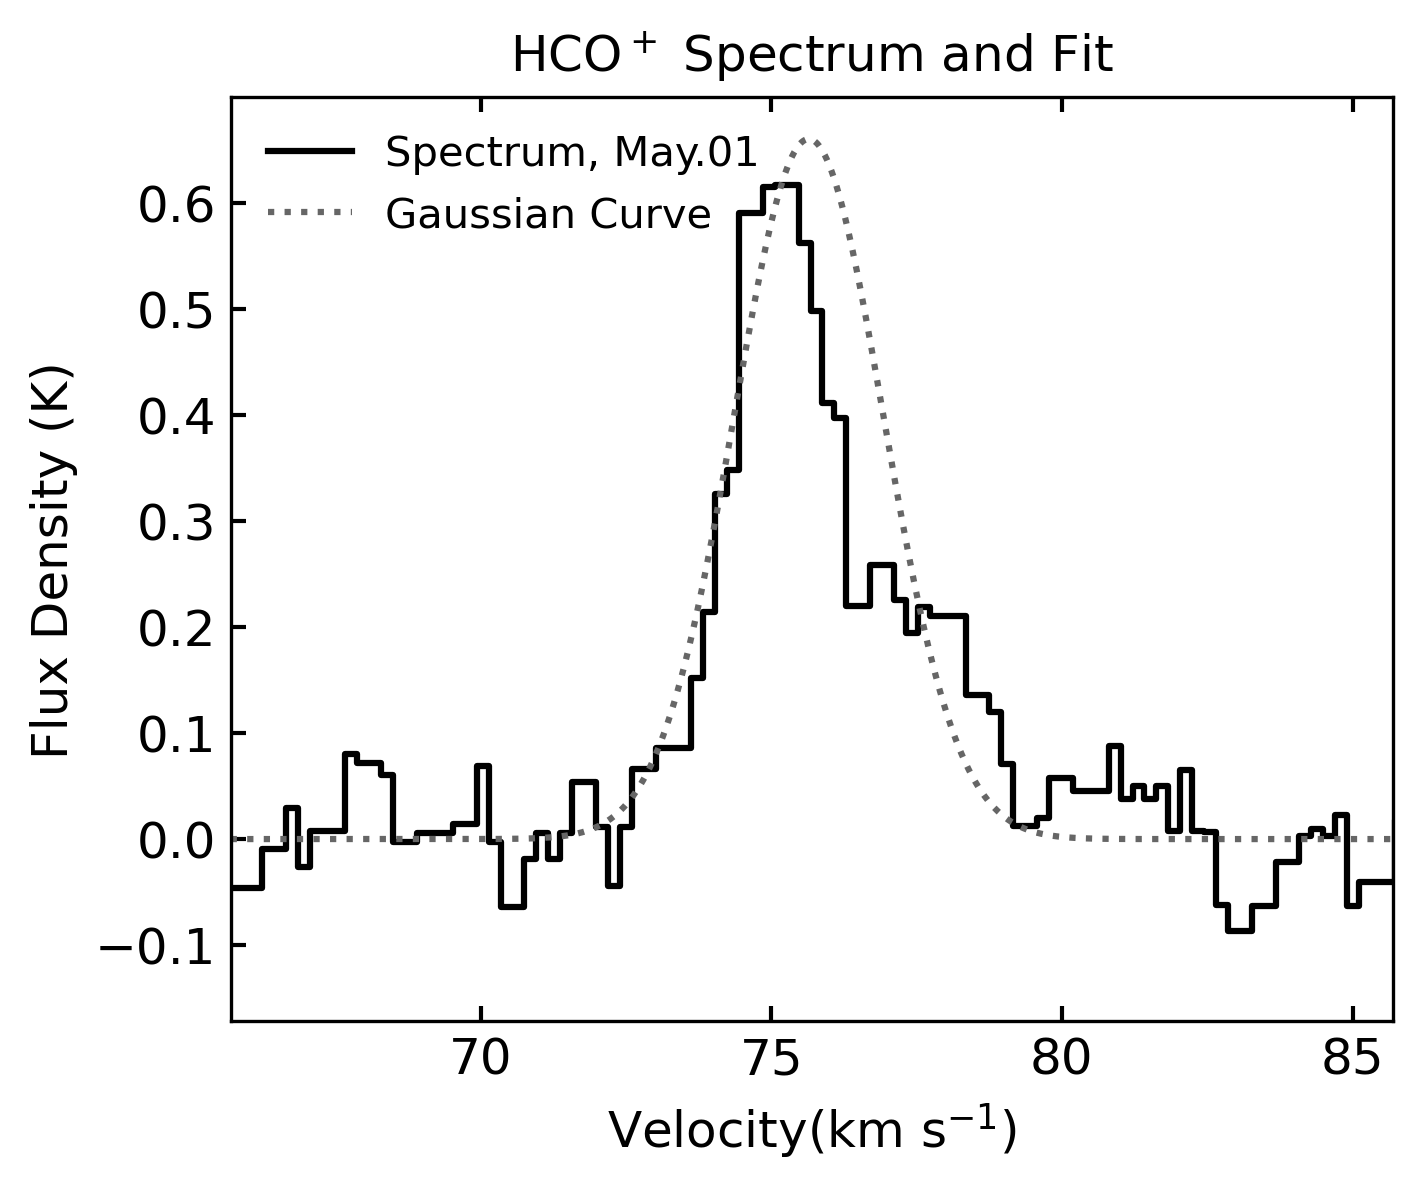 HCO⁺ Spectrum and Fit
Spectrum, May.01
Gaussian Curve
0.6
0.5
0.4
0.3
0.2
0.1
0.0
−0.1
Flux Density (K)
70 75 80 85
Velocity(km s⁻¹)